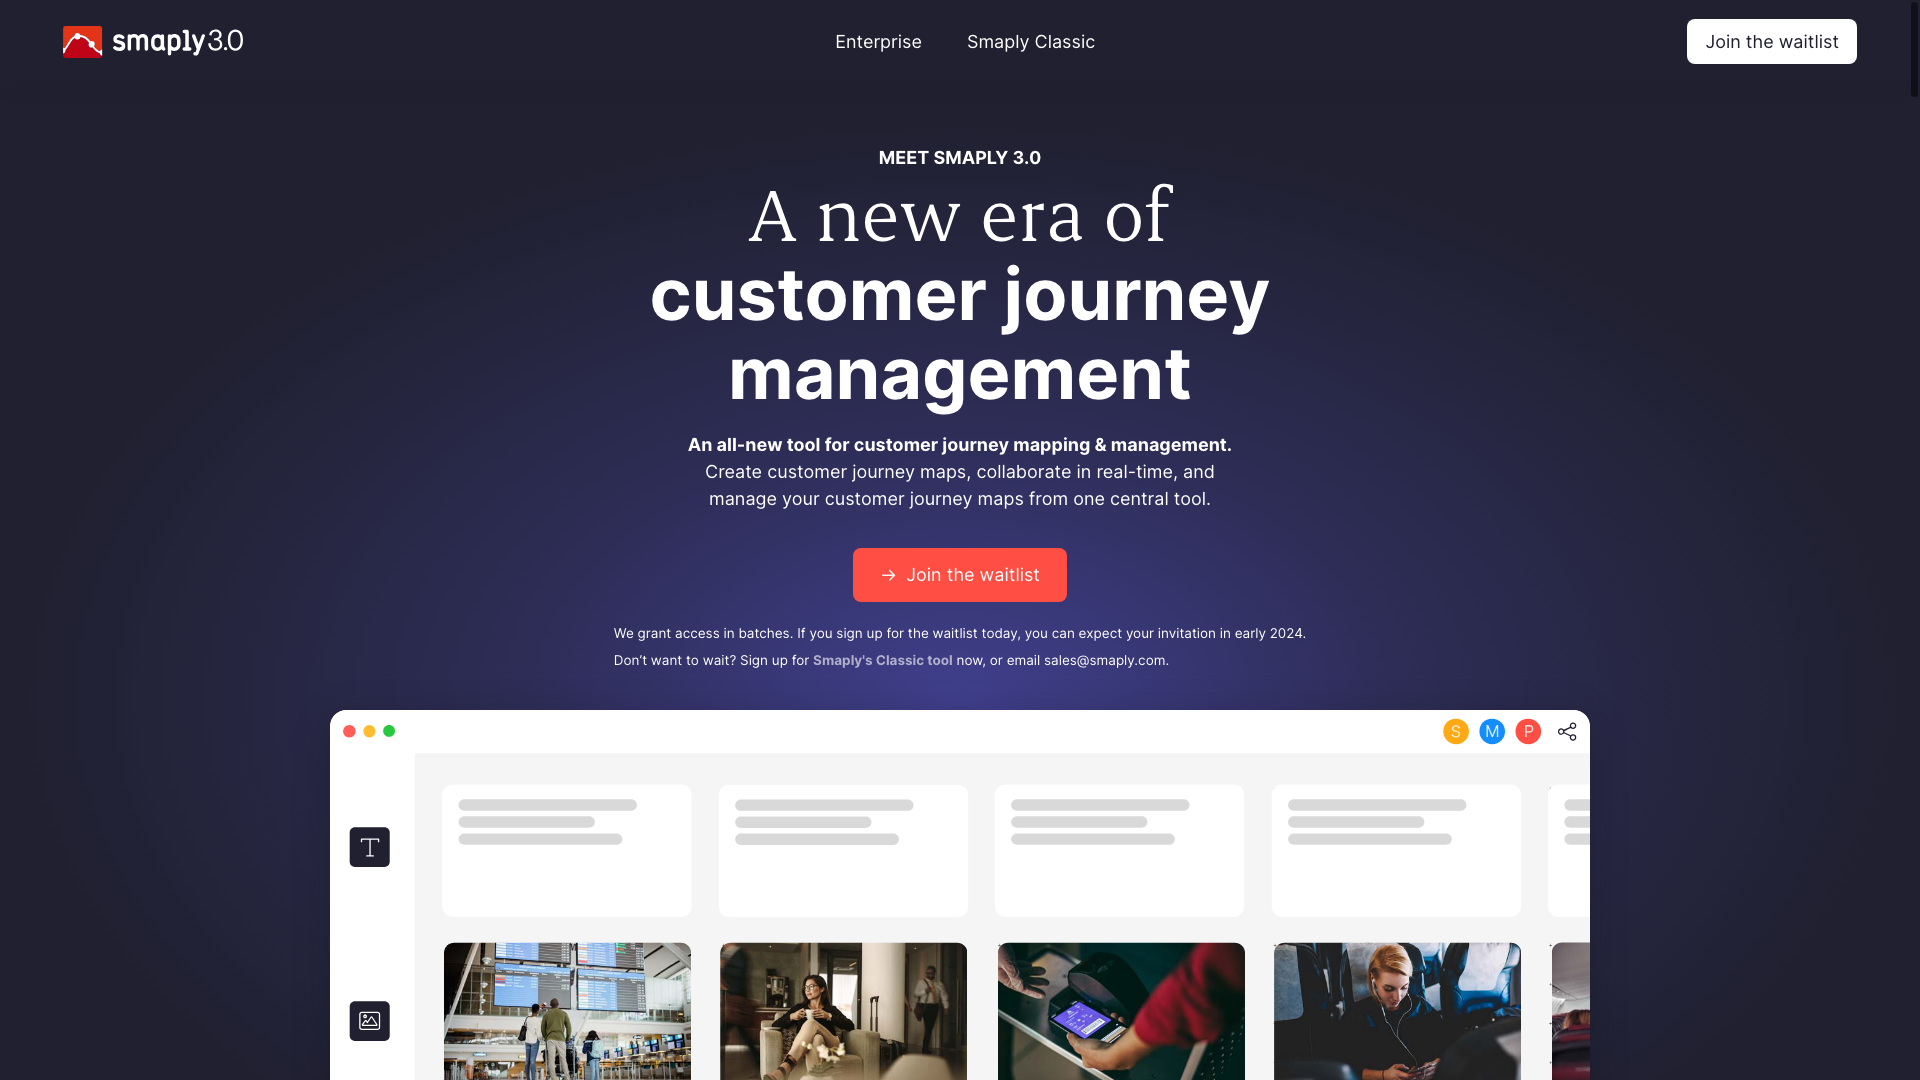 smaply 3.0
Enterprise
Smaply Classic
Join the waitlist
MEET SMAPLY 3.0
A new era of
customer journey
management
An all-new tool for customer journey mapping & management.
Create customer journey maps, collaborate in real-time, and
manage your customer journey maps from one central tool.
→ Join the waitlist
We grant access in batches. If you sign up for the waitlist today, you can expect your invitation in early 2024.
Don't want to wait? Sign up for Smaply's Classic tool now, or email sales@smaply.com.
S M P
T